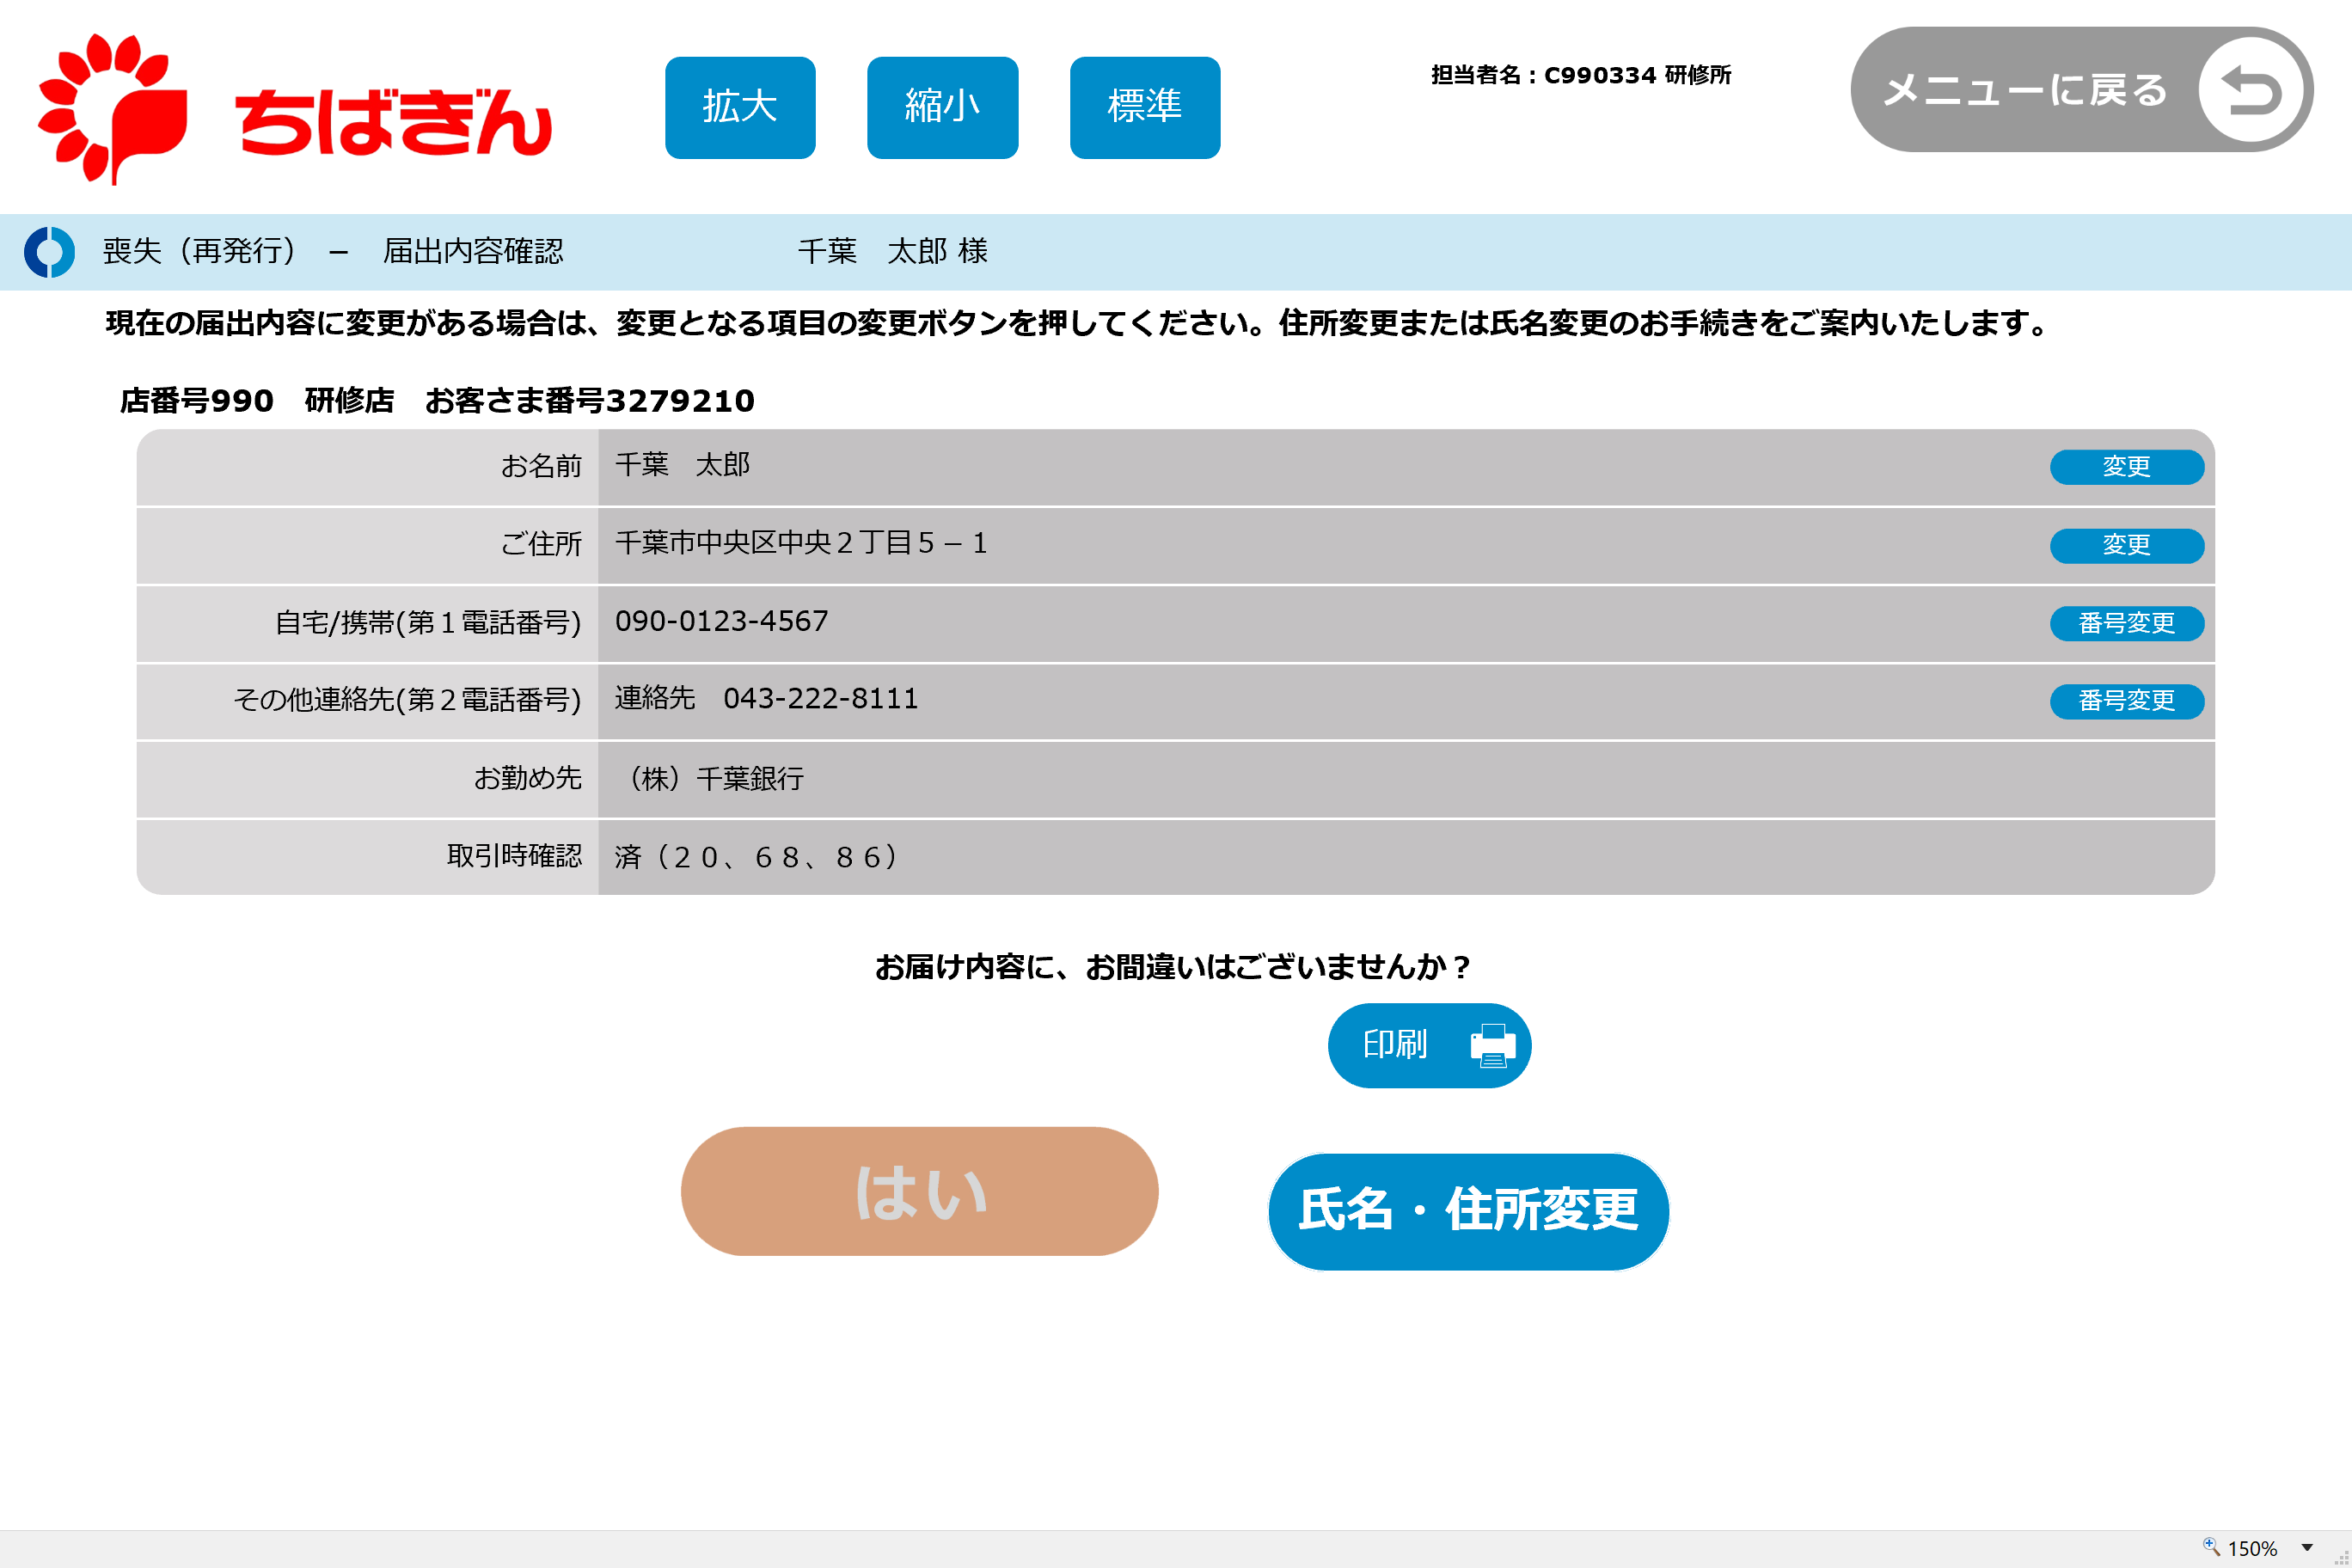 ちばぎん
拡大 縮小 標準
担当者名：C990334 研修所
メニューに戻る
喪失（再発行） － 届出内容確認 千葉　太郎 様
現在の届出内容に変更がある場合は、変更となる項目の変更ボタンを押してください。住所変更または氏名変更のお手続きをご案内いたします。
店番号990　研修店　お客さま番号3279210
お名前 千葉　太郎 変更
ご住所 千葉市中央区中央２丁目５－１ 変更
自宅/携帯(第１電話番号) 090-0123-4567 番号変更
その他連絡先(第２電話番号) 連絡先　043-222-8111 番号変更
お勤め先 （株）千葉銀行
取引時確認 済（２０、６８、８６）
お届け内容に、お間違いはございませんか？
印刷
はい
氏名・住所変更
150%